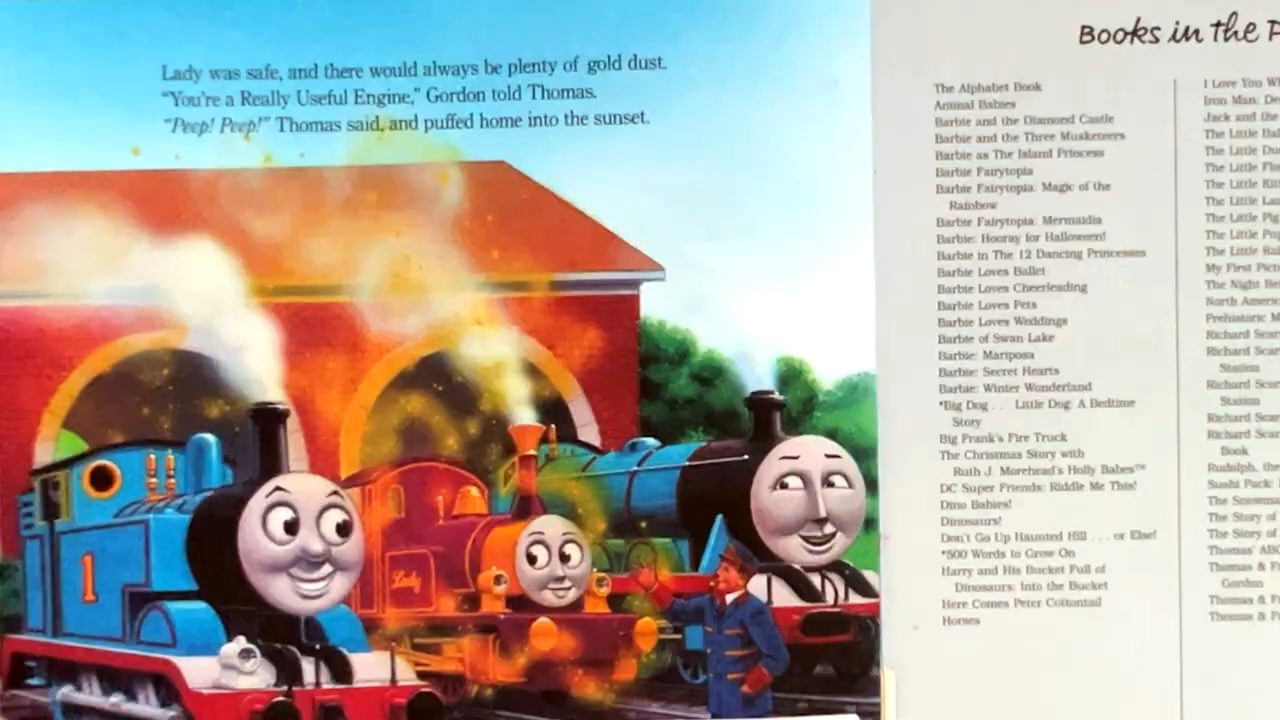 Lady was safe, and there would always be plenty of gold dust.
"You're a Really Useful Engine," Gordon told Thomas.
"Peep! Peep!" Thomas said, and puffed home into the sunset.
1
Lady
Books in the
The Alphabet Book
Animal Babies
Barbie and the Diamond Castle
Barbie and the Three Musketeers
Barbie as The Island Princess
Barbie Fairytopia
Barbie Fairytopia: Magic of the
Rainbow
Barbie Fairytopia: Mermaidia
Barbie: Hooray for Halloween!
Barbie in The 12 Dancing Princesses
Barbie Loves Ballet
Barbie Loves Cheerleading
Barbie Loves Pets
Barbie Loves Weddings
Barbie of Swan Lake
Barbie: Mariposa
Barbie: Secret Hearts
Barbie: Winter Wonderland
*Big Dog . . . Little Dog: A Bedtime
Story
Big Frank's Fire Truck
The Christmas Story with
Ruth J. Morehead's Holly Babes™
DC Super Friends: Riddle Me This!
Dino Babies!
Dinosaurs!
Don't Go Up Haunted Hill . . . or Else!
*500 Words to Grow On
Harry and His Bucket Full of
Dinosaurs: Into the Bucket
Here Comes Peter Cottontail
Horses
I Love You
Iron Man:
Jack and the
The Little
The Little
The Little
The Little
The Little
The Little Pig
The Little
The Little
My First
The Night
North
Prehistoric
Richard
Richard
Station
Richard
Station
Richard
Richard
Book
Rudolph, the
Sushi Pack:
The
The Story of
The Story of
Thomas'
Thomas &
Gordon
Thomas &
Thomas &